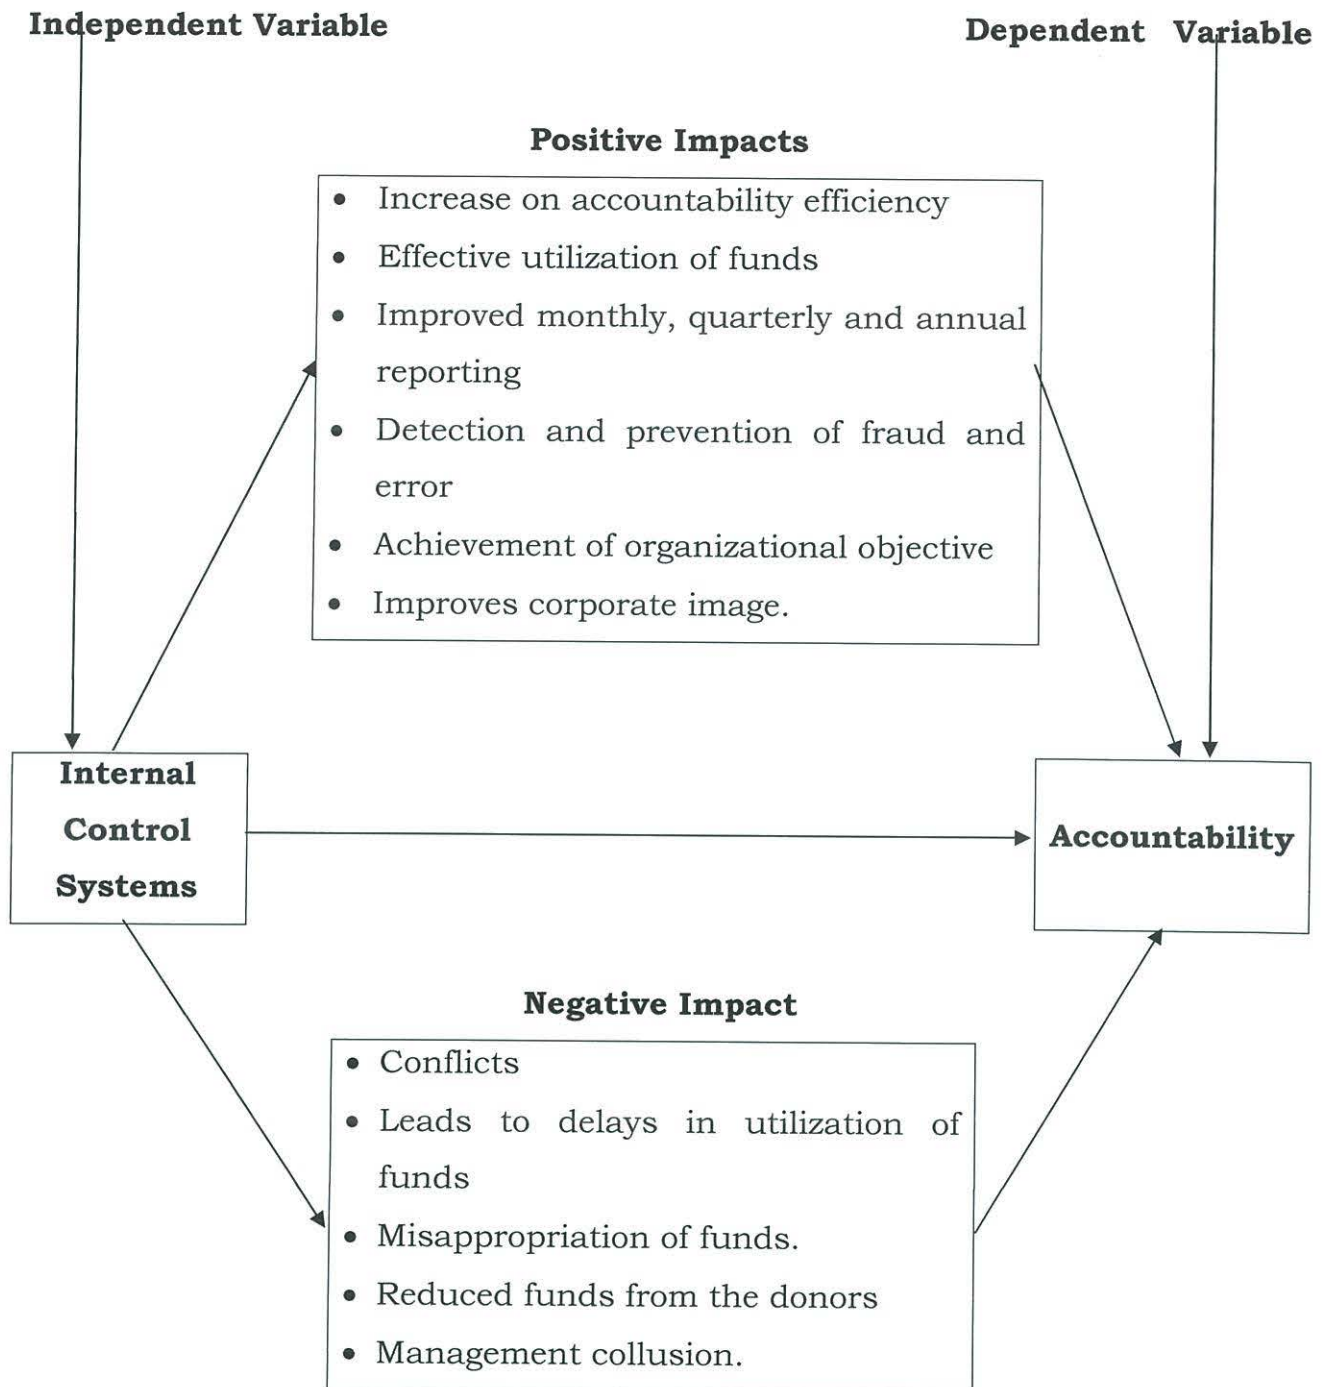 Independent Variable
Dependent Variable
Positive Impacts
• Increase on accountability efficiency
• Effective utilization of funds
• Improved monthly, quarterly and annual
reporting
• Detection and prevention of fraud and
error
• Achievement of organizational objective
• Improves corporate image.
Internal
Control
Systems
Accountability
Negative Impact
• Conflicts
• Leads to delays in utilization of
funds
• Misappropriation of funds.
• Reduced funds from the donors
• Management collusion.